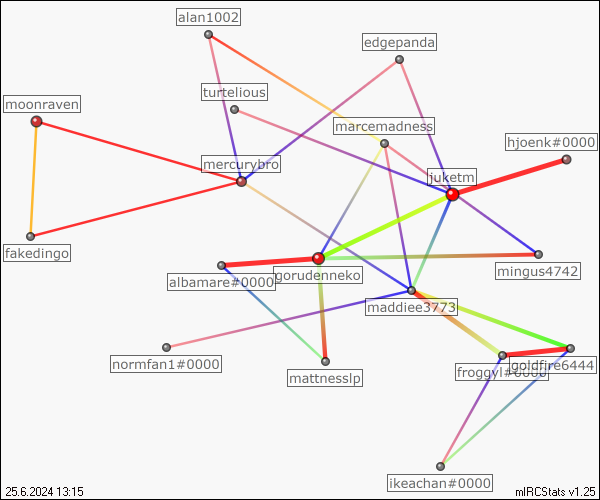 alan1002
edgepanda
turtelious
moonraven
marcemadness
hjoenk#0000
mercurybro
juketm
fakedingo
albamare#0000
gorudenneko
mingus4742
maddiee3773
normfan1#0000
mattnesslp
froggyl#0000
goldfire6444
ikeachan#0000
25.6.2024 13:15
mIRCStats v1.25